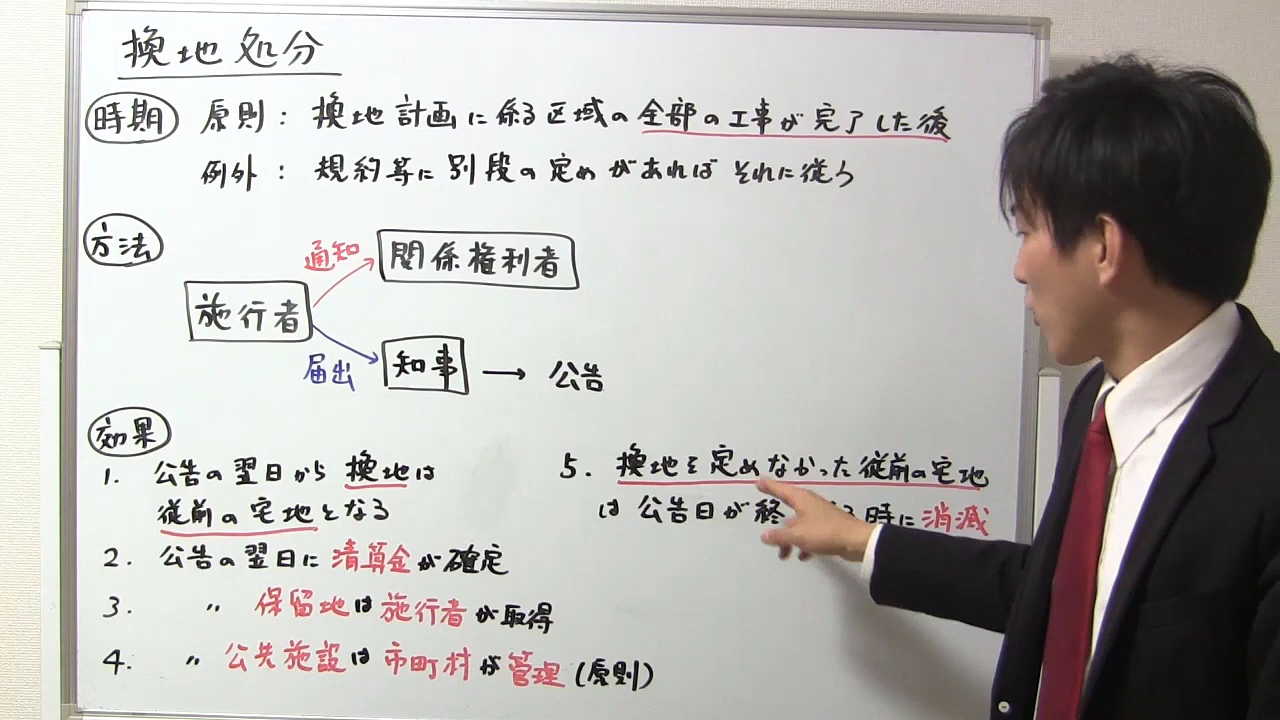 換地処分
時期 原則: 換地計画に係る区域の全部の工事が完了した後
例外: 規約等に別段の定めがあればそれに従う
方法
通知 関係権利者
施行者
届出 知事 → 公告
効果
1. 公告の翌日から換地は
従前の宅地となる
2. 公告の翌日に清算金が確定
3. 〃 保留地は施行者が取得
4. 〃 公共施設は市町村が管理(原則)
5. 換地を定めなかった従前の宅地
は公告日が終 る時に消滅